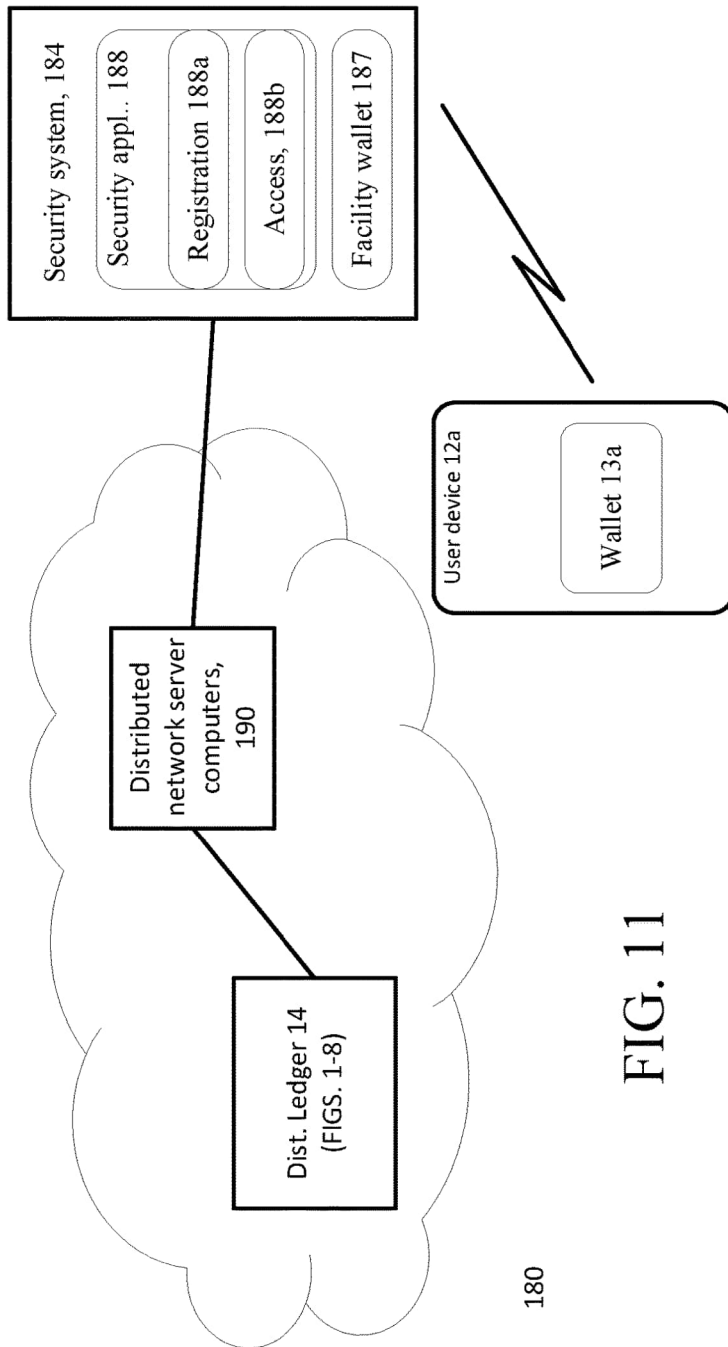 Security system, 184
Security appl.. 188
Registration 188a
Access, 188b
Facility wallet 187
Distributed
network server
computers,
190
User device 12a
Wallet 13a
Dist. Ledger 14
(FIGS. 1-8)
180
FIG. 11